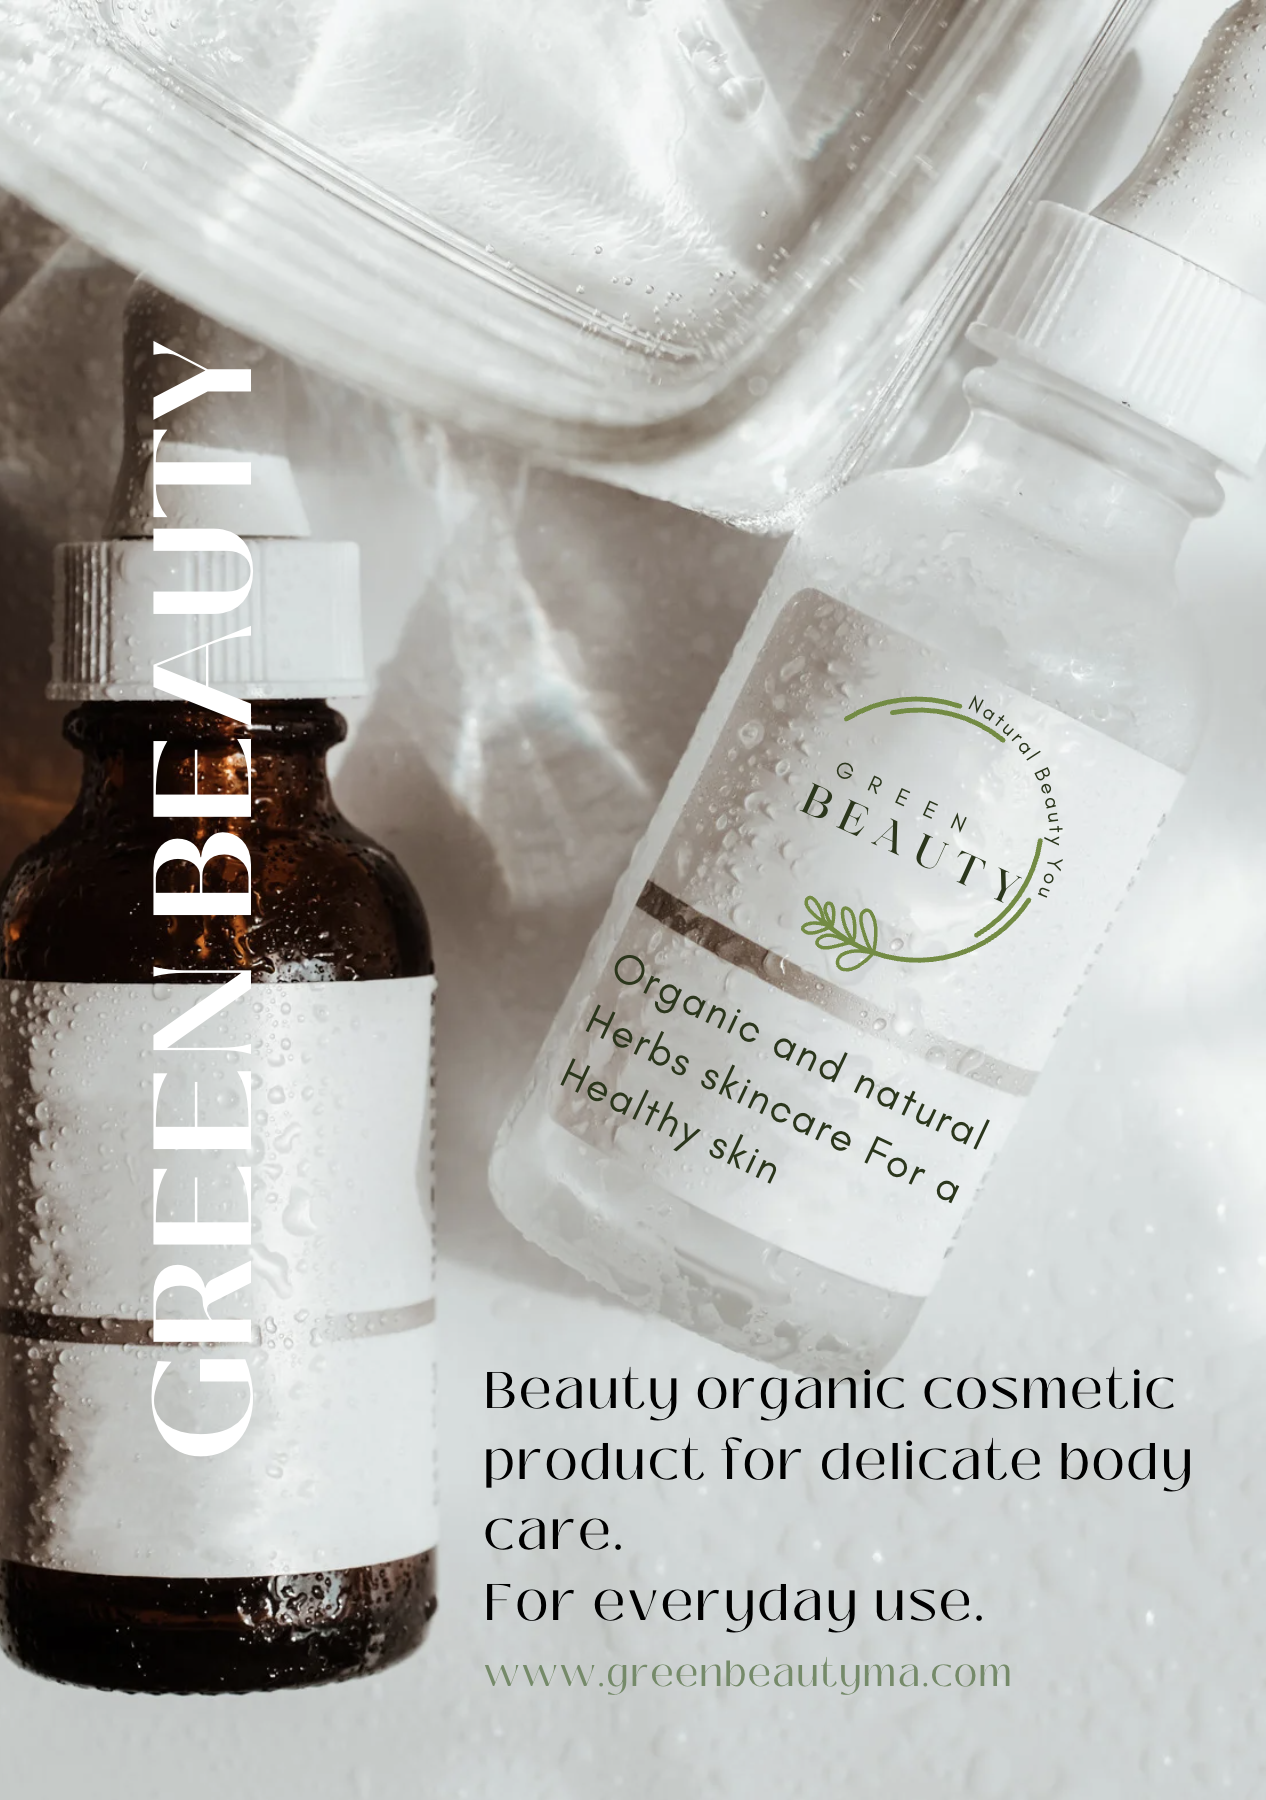 GREEN BEAUTY
Natural Beauty You
GREEN
BEAUTY
Organic and natural
Herbs skincare For a
Healthy skin
Beauty organic cosmetic
product for delicate body
care.
For everyday use.
www.greenbeautyma.com